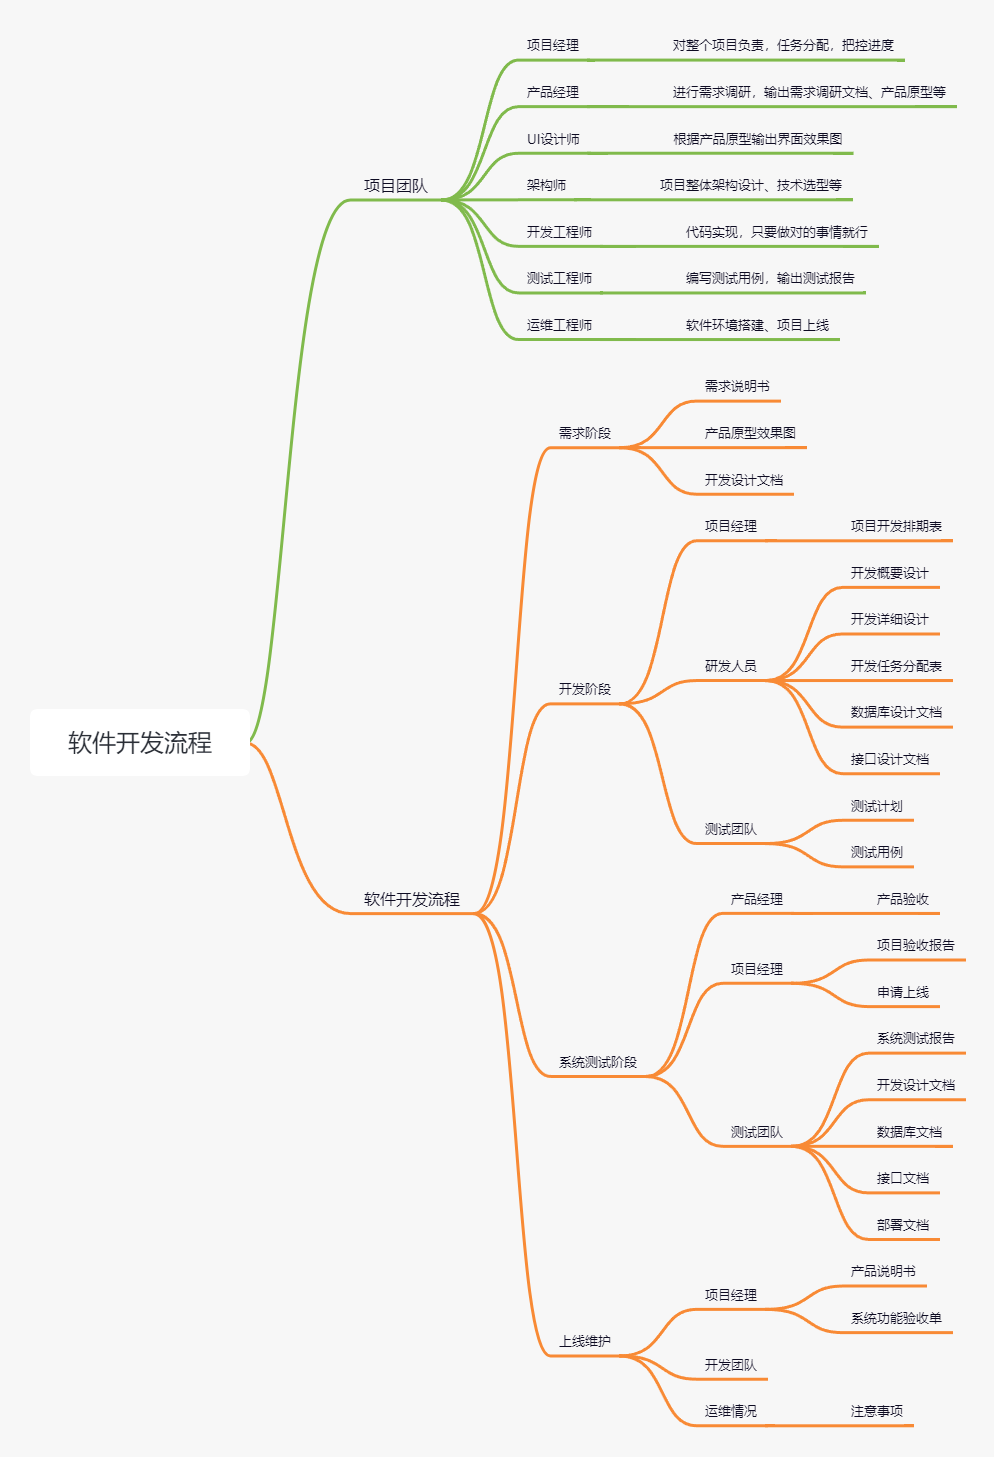 软件开发流程
项目团队
项目经理
对整个项目负责，任务分配，把控进度
产品经理
进行需求调研，输出需求调研文档、产品原型等
UI设计师
根据产品原型输出界面效果图
架构师
项目整体架构设计、技术选型等
开发工程师
代码实现，只要做对的事情就行
测试工程师
编写测试用例，输出测试报告
运维工程师
软件环境搭建、项目上线
软件开发流程
需求阶段
需求说明书
产品原型效果图
开发设计文档
开发阶段
项目经理
项目开发排期表
研发人员
开发概要设计
开发详细设计
开发任务分配表
数据库设计文档
接口设计文档
测试团队
测试计划
测试用例
系统测试阶段
产品经理
产品验收
项目经理
项目验收报告
申请上线
测试团队
系统测试报告
开发设计文档
数据库文档
接口文档
部署文档
上线维护
项目经理
产品说明书
系统功能验收单
开发团队
运维情况
注意事项